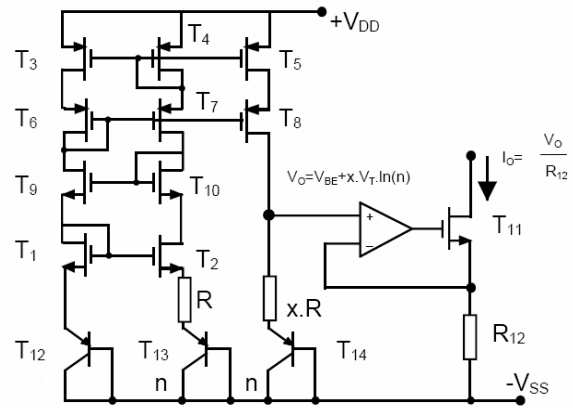 +V_DD
T_4
T_3
T_5
T_7
T_6
T_8
T_9
T_10
V_O=V_BE+x.V_T.ln(n)
I_O= V_O
R_12
T_11
+
−
T_1
T_2
R
x.R
R_12
T_12
T_13
T_14
n
n
-V_SS